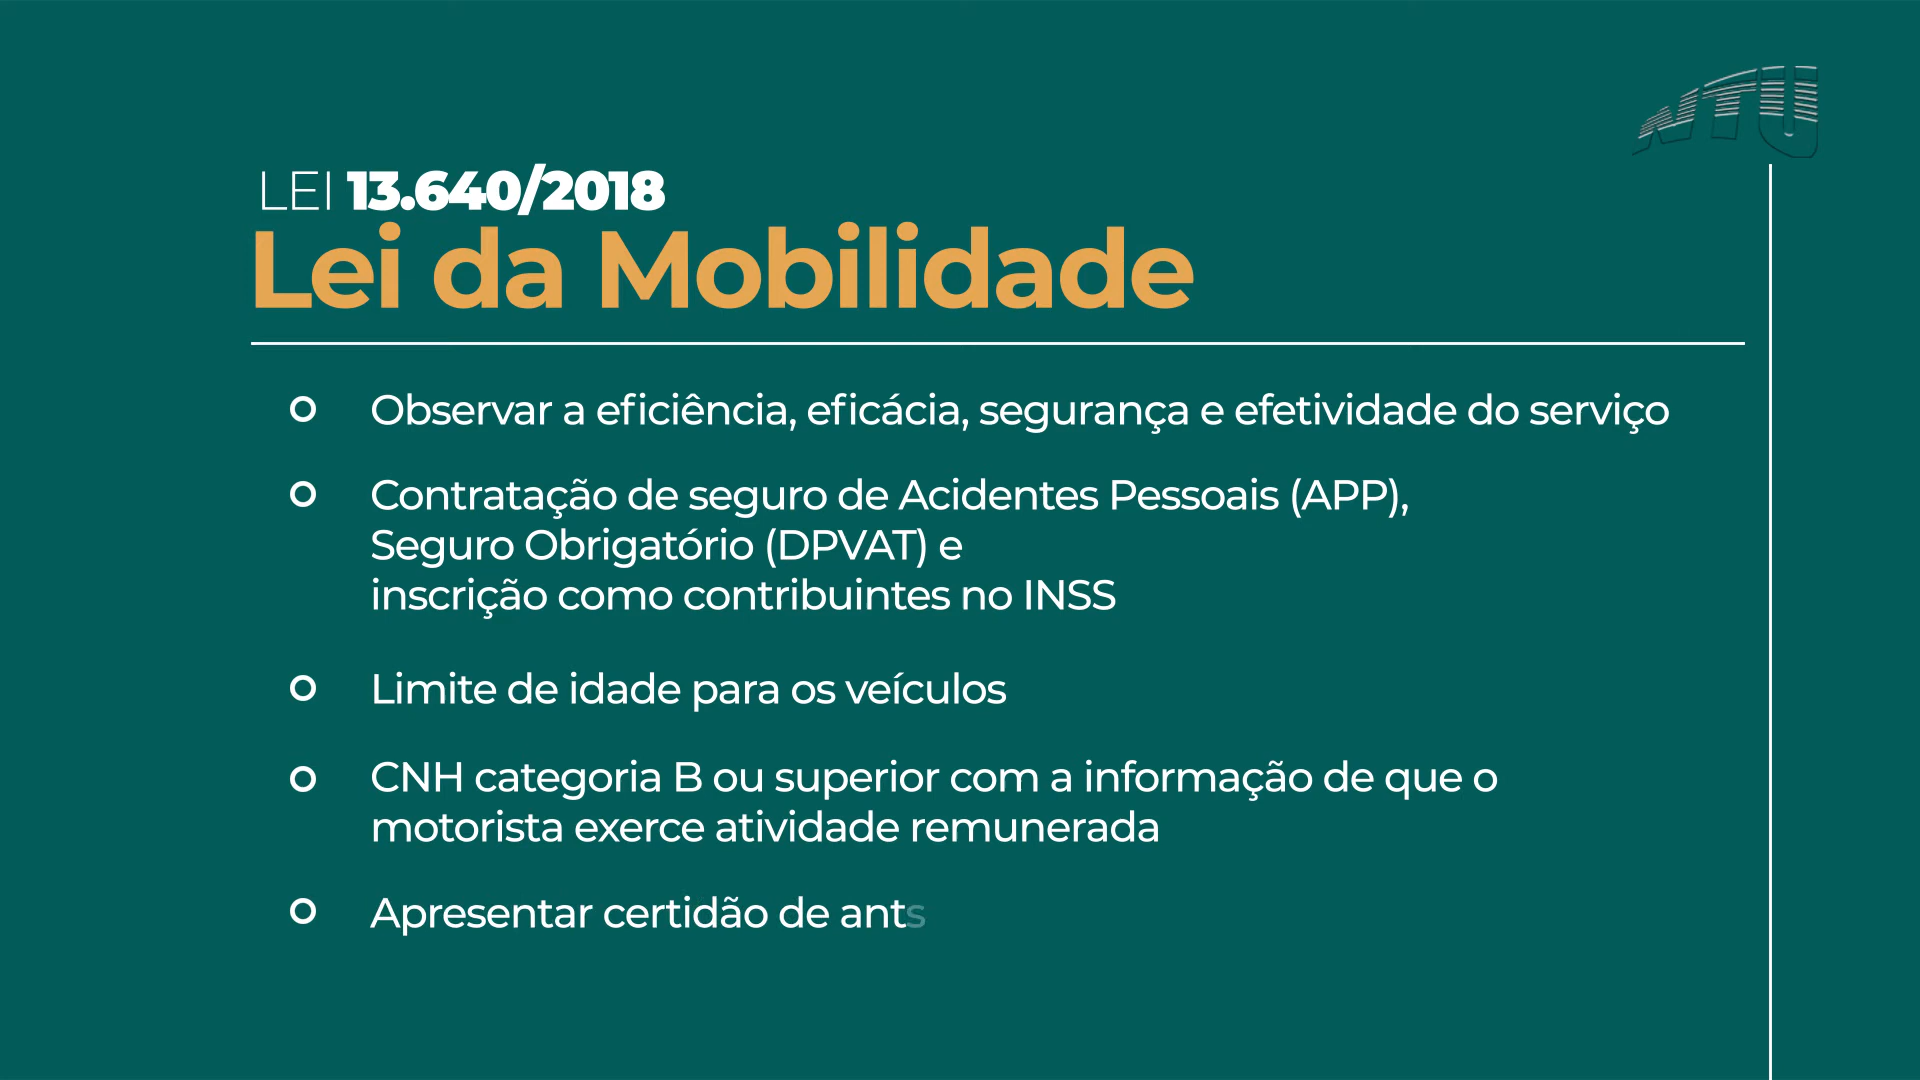 NTU
LEI 13.640/2018
Lei da Mobilidade
Observar a eficiência, eficácia, segurança e efetividade do serviço
Contratação de seguro de Acidentes Pessoais (APP),
Seguro Obrigatório (DPVAT) e
inscrição como contribuintes no INSS
Limite de idade para os veículos
CNH categoria B ou superior com a informação de que o
motorista exerce atividade remunerada
Apresentar certidão de ants